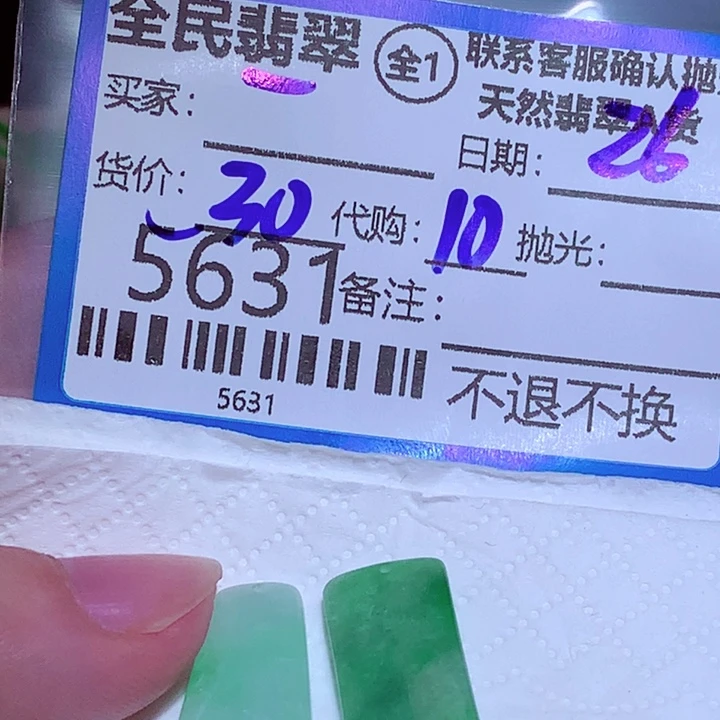 全民翡翠 全1 联系客服确认抛
天然翡翠A货
买家：
日期：26
货价：30 代购：10 抛光：
5631 备注：
5631
不退不换